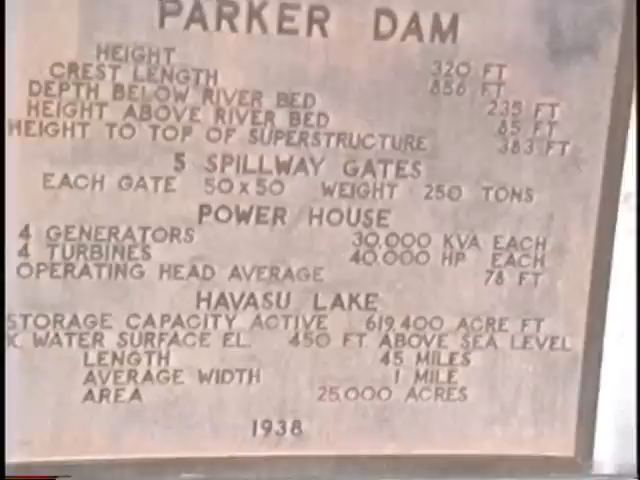 PARKER DAM
HEIGHT 320 FT
CREST LENGTH 856 FT
DEPTH BELOW RIVER BED 235 FT
HEIGHT ABOVE RIVER BED 85 FT
HEIGHT TO TOP OF SUPERSTRUCTURE 383 FT
5 SPILLWAY GATES
EACH GATE 50 x 50 WEIGHT 250 TONS
POWER HOUSE
4 GENERATORS 30,000 KVA EACH
4 TURBINES 40,000 HP EACH
OPERATING HEAD AVERAGE 78 FT
HAVASU LAKE
STORAGE CAPACITY ACTIVE 619,400 ACRE FT
WATER SURFACE EL. 450 FT. ABOVE SEA LEVEL
LENGTH 45 MILES
AVERAGE WIDTH 1 MILE
AREA 25,000 ACRES
1938